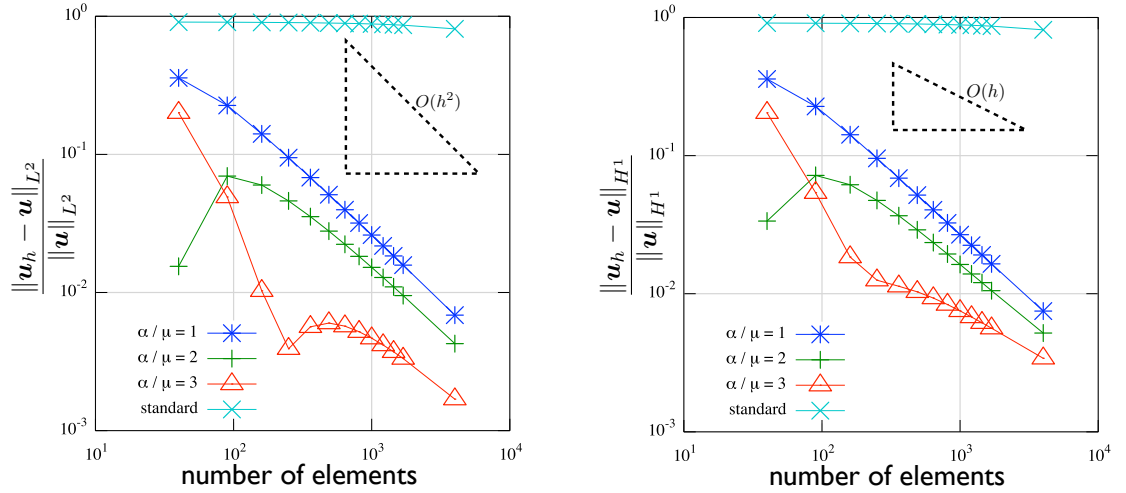 10^0
10^-1
10^-2
10^-3
10^1
10^2
10^3
10^4
||u_h − u||_{L^2}
||u||_{L^2}
O(h^2)
α / μ = 1
α / μ = 2
α / μ = 3
standard
number of elements
10^0
10^-1
10^-2
10^-3
10^1
10^2
10^3
10^4
||u_h − u||_{H^1}
||u||_{H^1}
O(h)
α / μ = 1
α / μ = 2
α / μ = 3
standard
number of elements